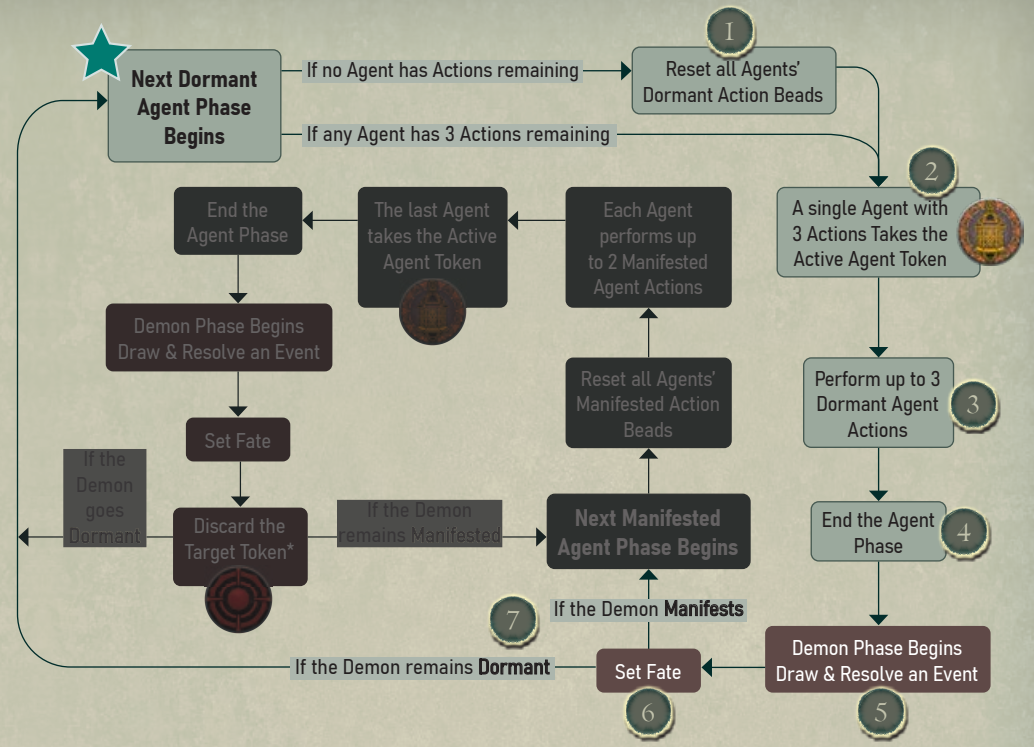 1
If no Agent has Actions remaining
Reset all Agents'
Dormant Action Beads
Next Dormant
Agent Phase
Begins
If any Agent has 3 Actions remaining
2
A single Agent with
3 Actions Takes the
Active Agent Token
End the
Agent Phase
The last Agent
takes the Active
Agent Token
Each Agent
performs up
to 2 Manifested
Agent Actions
Demon Phase Begins
Draw & Resolve an Event
Reset all Agents'
Manifested Action
Beads
Perform up to 3
Dormant Agent
Actions
3
Set Fate
If the
Demon
goes
Dormant
Discard the
Target Token*
If the Demon
remains Manifested
Next Manifested
Agent Phase Begins
End the Agent
Phase
4
7
If the Demon Manifests
If the Demon remains Dormant
Set Fate
6
Demon Phase Begins
Draw & Resolve an Event
5